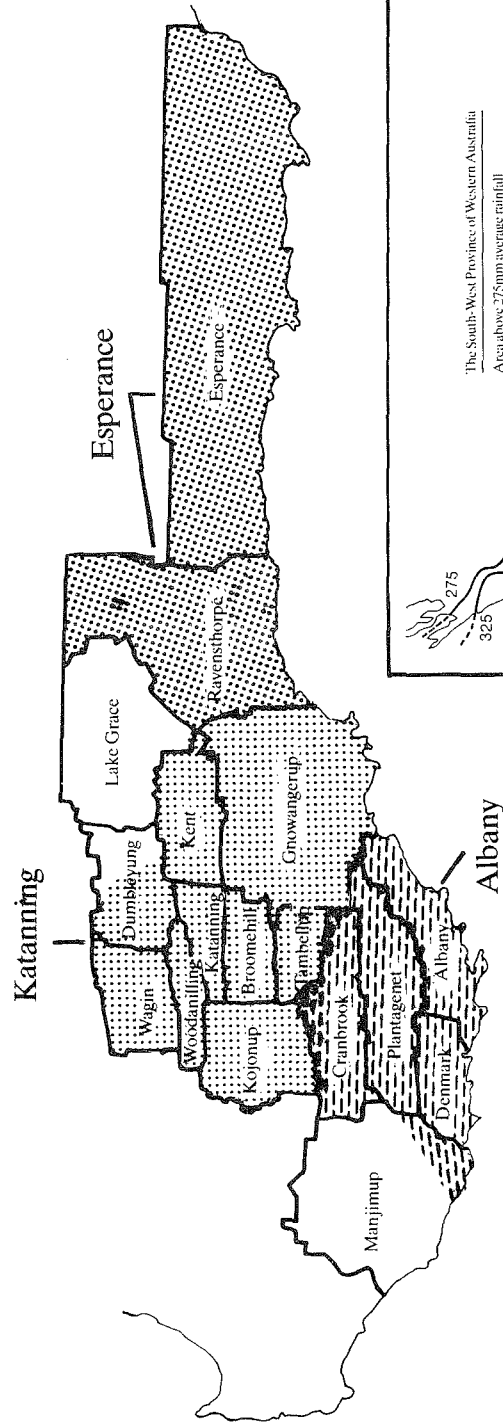 Katanning
Esperance
Albany
Lake Grace
Dumbleyung
Wagin
Woodanilling
Katanning
Kent
Kojonup
Broomehill
Tambellup
Gnowangerup
Ravensthorpe
Esperance
Cranbrook
Plantagenet
Albany
Denmark
Manjimup
275
325
The South-West Province of Western Australia
Area above 275mm average rainfall